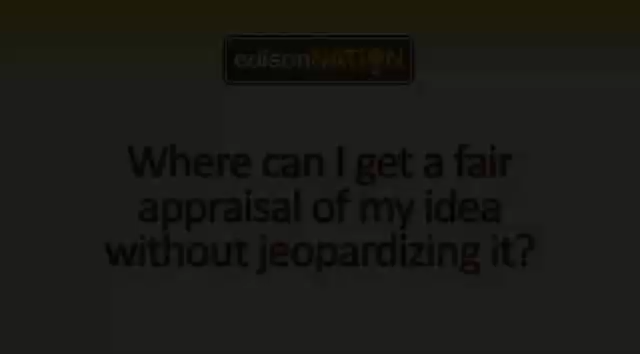 edisonNATION
Where can I get a fair
appraisal of my idea
without jeopardizing it?